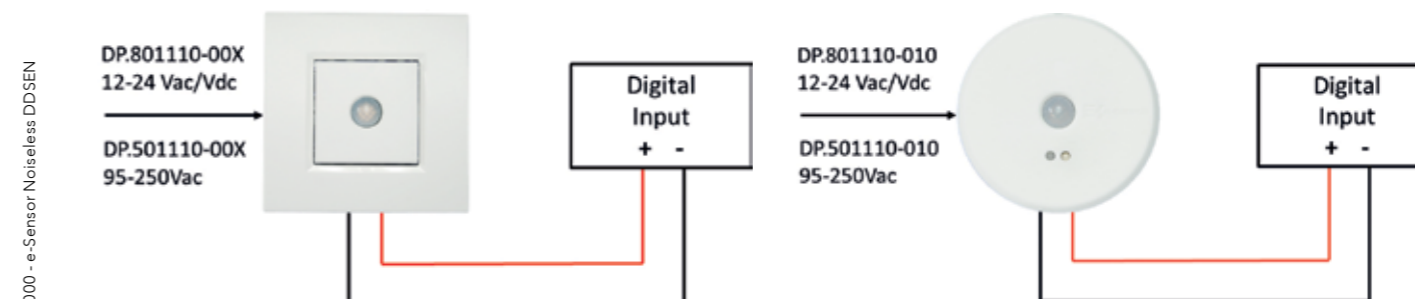 000 - e-Sensor Noiseless DDSEN
DP.801110-00X
12-24 Vac/Vdc
DP.501110-00X
95-250Vac
Digital
Input
+ -
DP.801110-010
12-24 Vac/Vdc
DP.501110-010
95-250Vac
Digital
Input
+ -